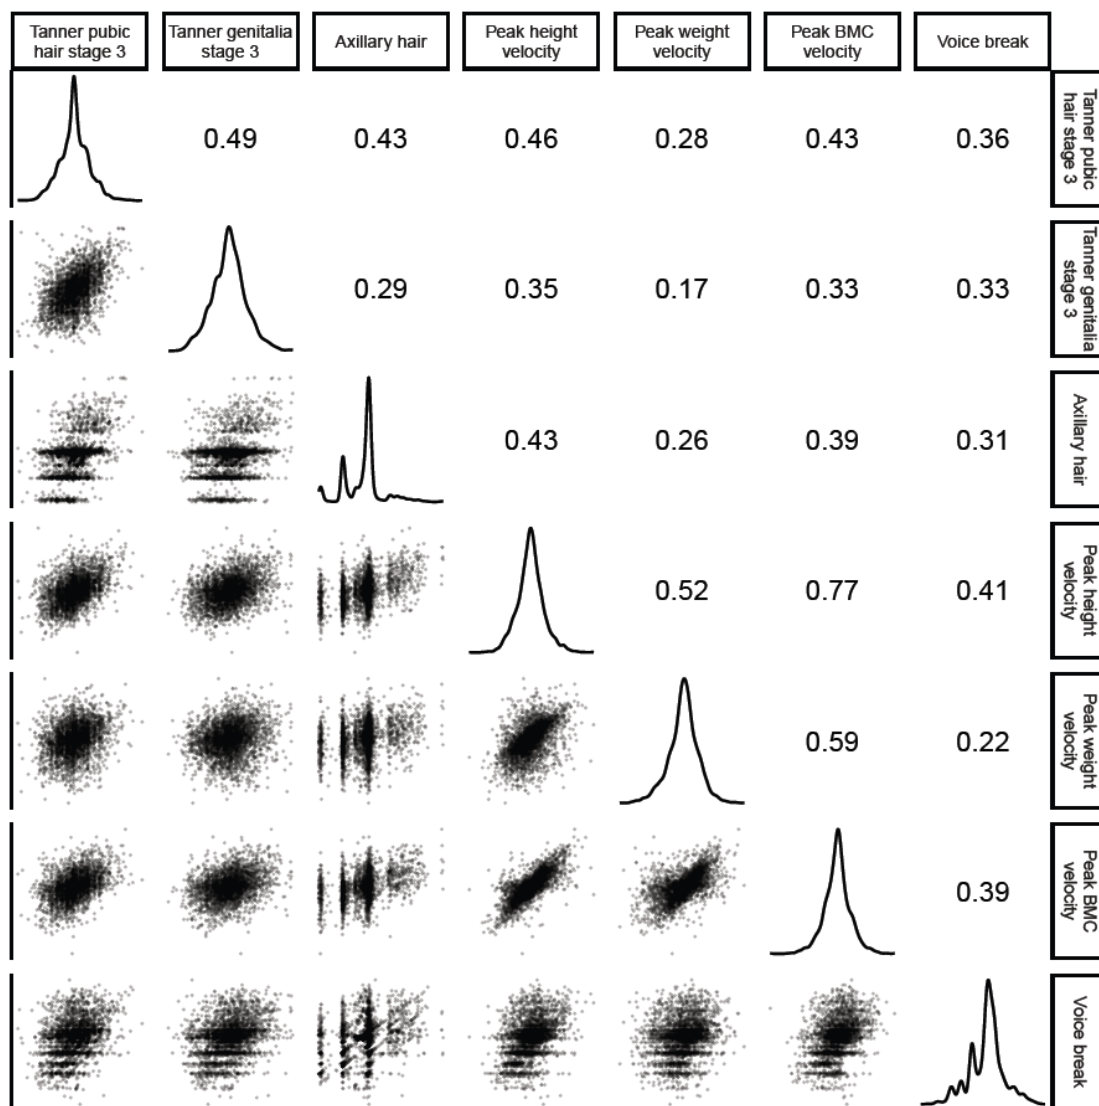 Tanner pubic
hair stage 3
Tanner genitalia
stage 3
Axillary hair
Peak height
velocity
Peak weight
velocity
Peak BMC
velocity
Voice break
0.49
0.43
0.46
0.28
0.43
0.36
Tanner pubic
hair stage 3
0.29
0.35
0.17
0.33
0.33
Tanner genitalia
stage 3
0.43
0.26
0.39
0.31
Axillary hair
0.52
0.77
0.41
Peak height
velocity
0.59
0.22
Peak weight
velocity
0.39
Peak BMC
velocity
Voice break